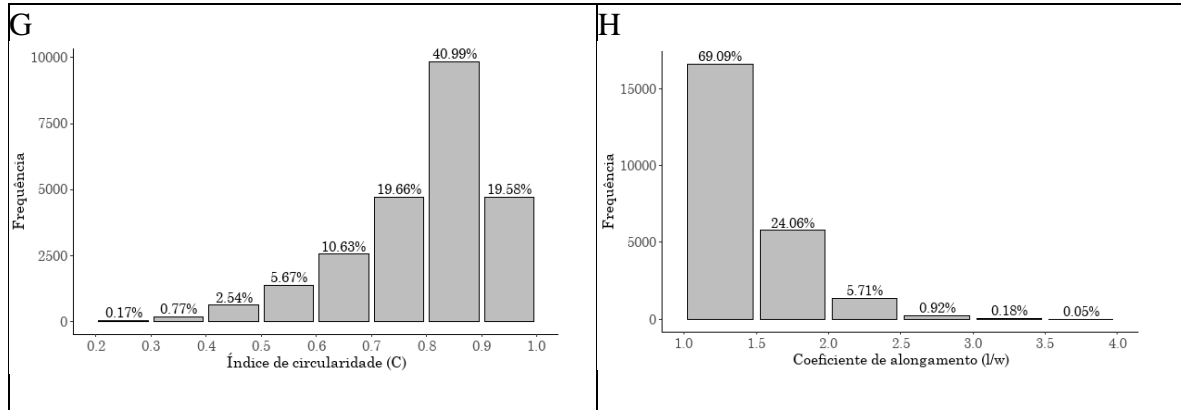 G
10000
7500
5000
2500
0
Frequência
0.17%
0.77%
2.54%
5.67%
10.63%
19.66%
40.99%
19.58%
0.2 0.3 0.4 0.5 0.6 0.7 0.8 0.9 1.0
Índice de circularidade (C)
H
15000
10000
5000
0
Frequência
69.09%
24.06%
5.71%
0.92%
0.18%
0.05%
1.0 1.5 2.0 2.5 3.0 3.5 4.0
Coeficiente de alongamento (l/w)